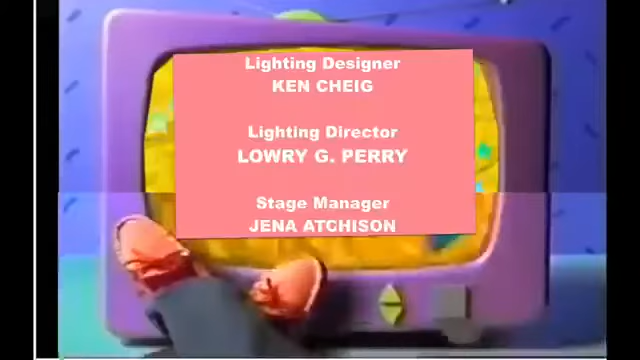 Lighting Designer
KEN CHEIG
Lighting Director
LOWRY G. PERRY
Stage Manager
JENA ATCHISON